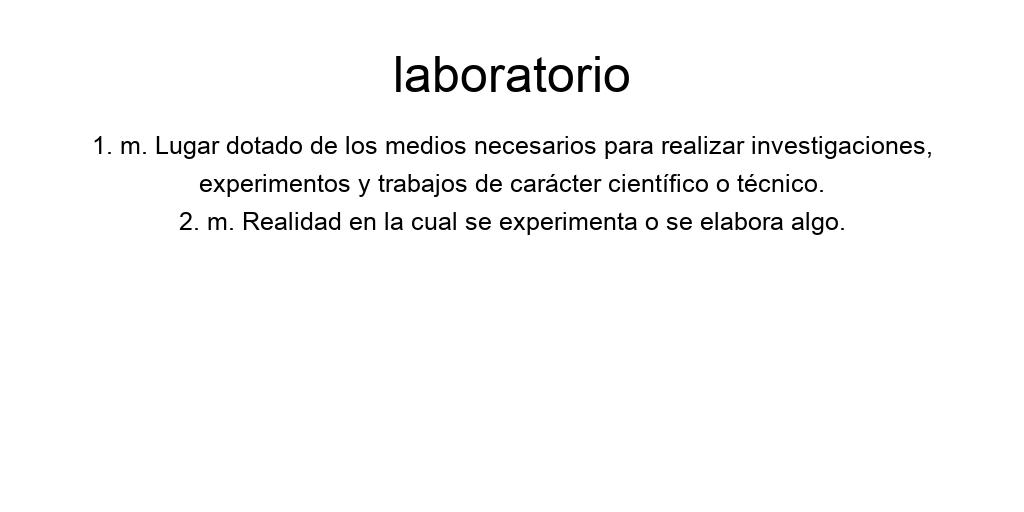 laboratorio
1. m. Lugar dotado de los medios necesarios para realizar investigaciones,
experimentos y trabajos de carácter científico o técnico.
2. m. Realidad en la cual se experimenta o se elabora algo.